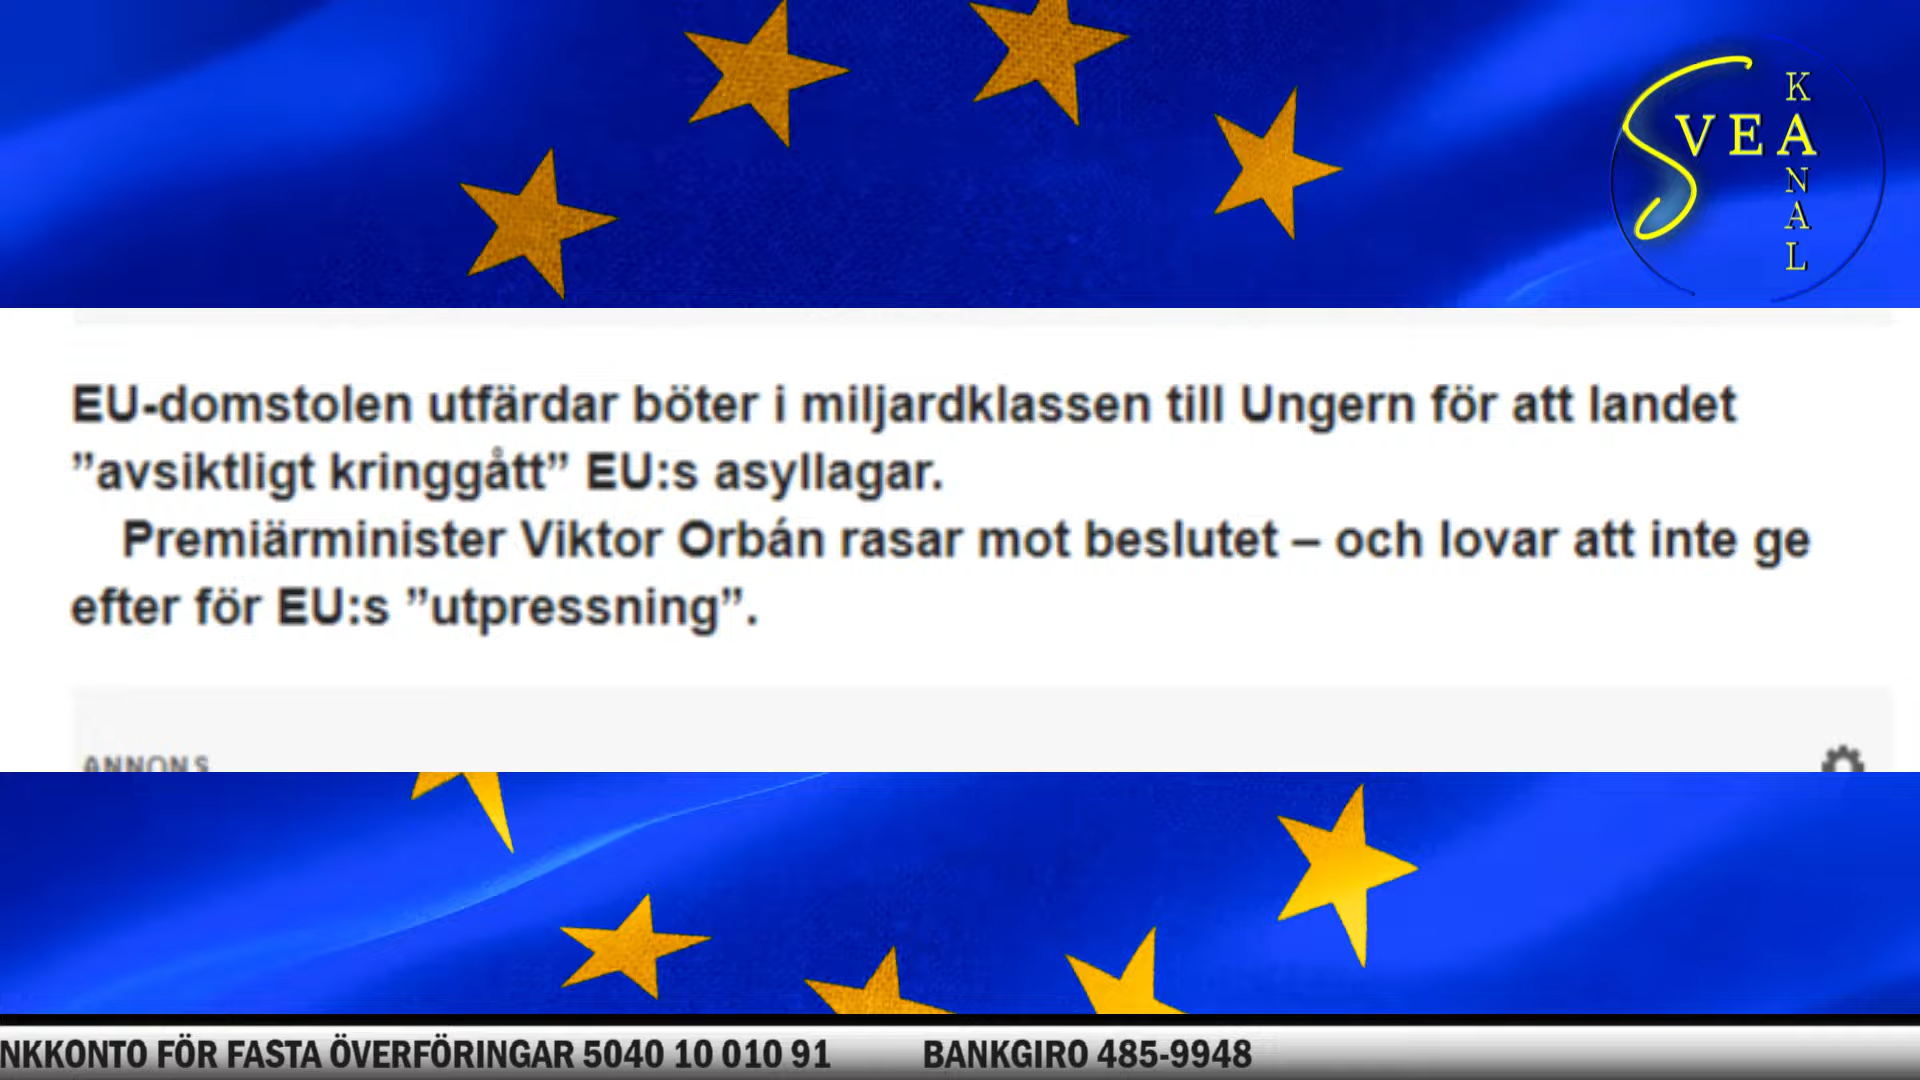 SVEA KANAL
EU-domstolen utfärdar böter i miljardklassen till Ungern för att landet
”avsiktligt kringgått” EU:s asyllagar.
Premiärminister Viktor Orbán rasar mot beslutet – och lovar att inte ge
efter för EU:s ”utpressning”.
ANNONS
NKKONTO FÖR FASTA ÖVERFÖRINGAR 5040 10 010 91 BANKGIRO 485-9948